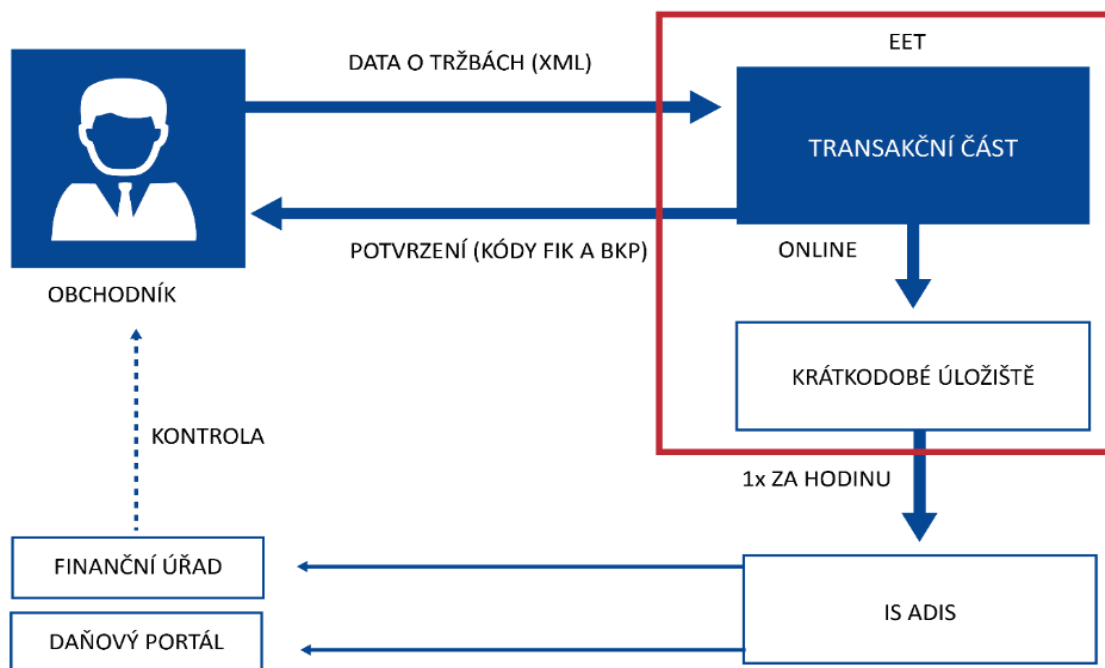 EET
DATA O TRŽBÁCH (XML)
TRANSAKČNÍ ČÁST
POTVRZENÍ (KÓDY FIK A BKP)
ONLINE
OBCHODNÍK
KRÁTKODOBÉ ÚLOŽIŠTĚ
KONTROLA
1x ZA HODINU
FINANČNÍ ÚŘAD
IS ADIS
DAŇOVÝ PORTÁL